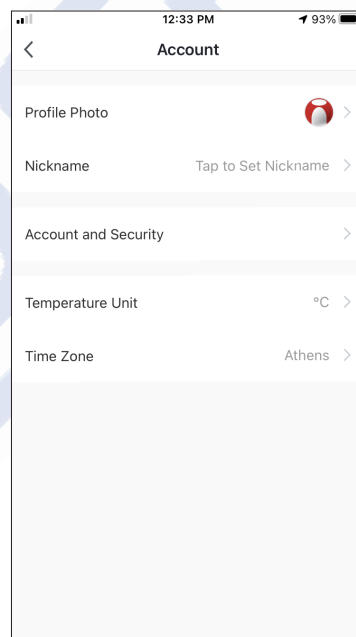 12:33 PM 93%
Account
Profile Photo
Nickname Tap to Set Nickname
Account and Security
Temperature Unit °C
Time Zone Athens